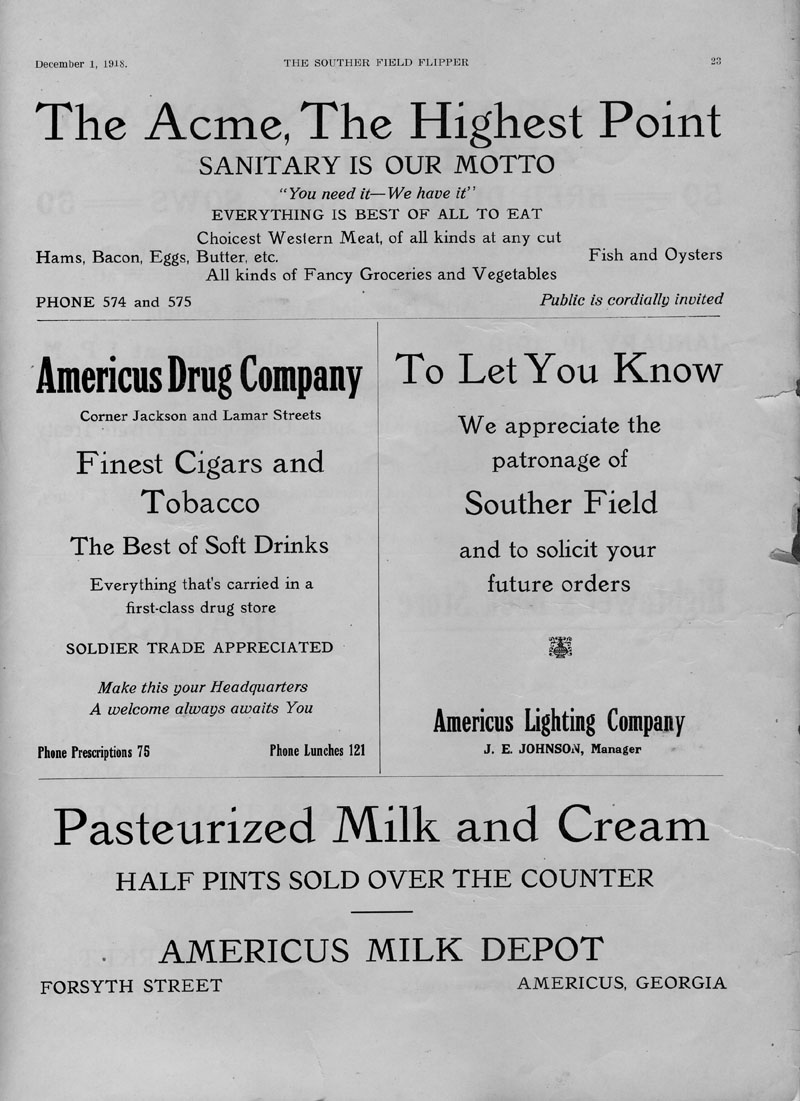 December 1, 1918.
THE SOUTHER FIELD FLIPPER
23
The Acme, The Highest Point
SANITARY IS OUR MOTTO
"You need it—We have it"
EVERYTHING IS BEST OF ALL TO EAT
Choicest Western Meat, of all kinds at any cut
Hams, Bacon, Eggs, Butter, etc.
Fish and Oysters
All kinds of Fancy Groceries and Vegetables
PHONE 574 and 575
Public is cordially invited
Americus Drug Company
Corner Jackson and Lamar Streets
Finest Cigars and
Tobacco
The Best of Soft Drinks
Everything that's carried in a
first-class drug store
SOLDIER TRADE APPRECIATED
Make this your Headquarters
A welcome always awaits You
Phone Prescriptions 75
Phone Lunches 121
To Let You Know
We appreciate the
patronage of
Souther Field
and to solicit your
future orders
Americus Lighting Company
J. E. JOHNSON, Manager
Pasteurized Milk and Cream
HALF PINTS SOLD OVER THE COUNTER
AMERICUS MILK DEPOT
FORSYTH STREET
AMERICUS, GEORGIA